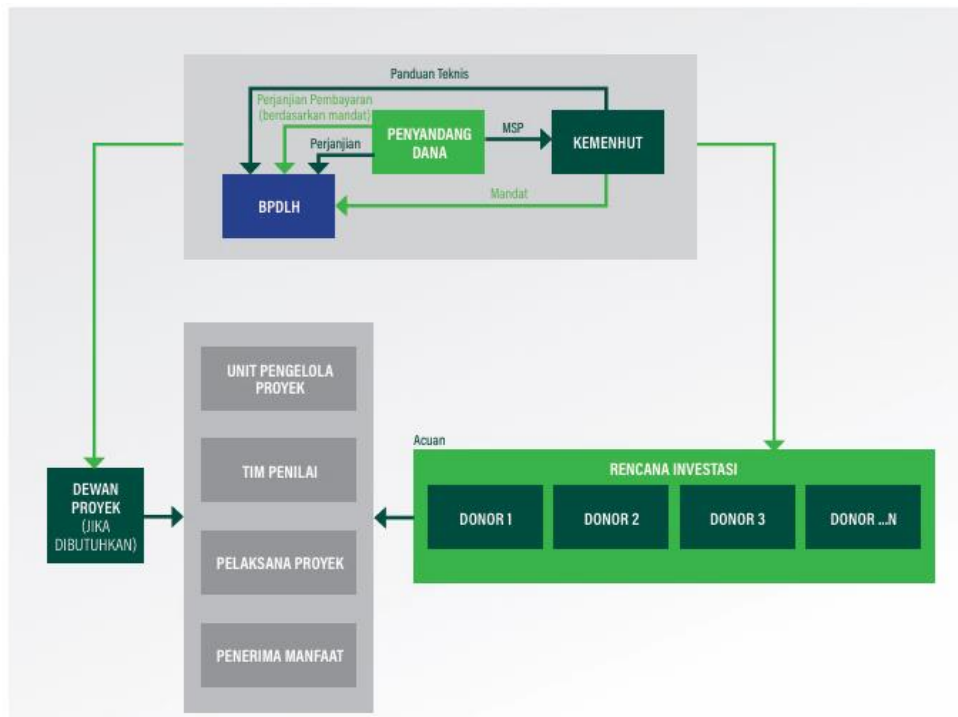 Panduan Teknis
Perjanjian Pembayaran
(berdasarkan mandat)
Perjanjian
PENYANDANG
DANA
MSP
KEMENHUT
BPDLH
Mandat
UNIT PENGELOLA
PROYEK
TIM PENILAI
PELAKSANA PROYEK
PENERIMA MANFAAT
DEWAN
PROYEK
(JIKA
DIBUTUHKAN)
Acuan
RENCANA INVESTASI
DONOR 1
DONOR 2
DONOR 3
DONOR ...N